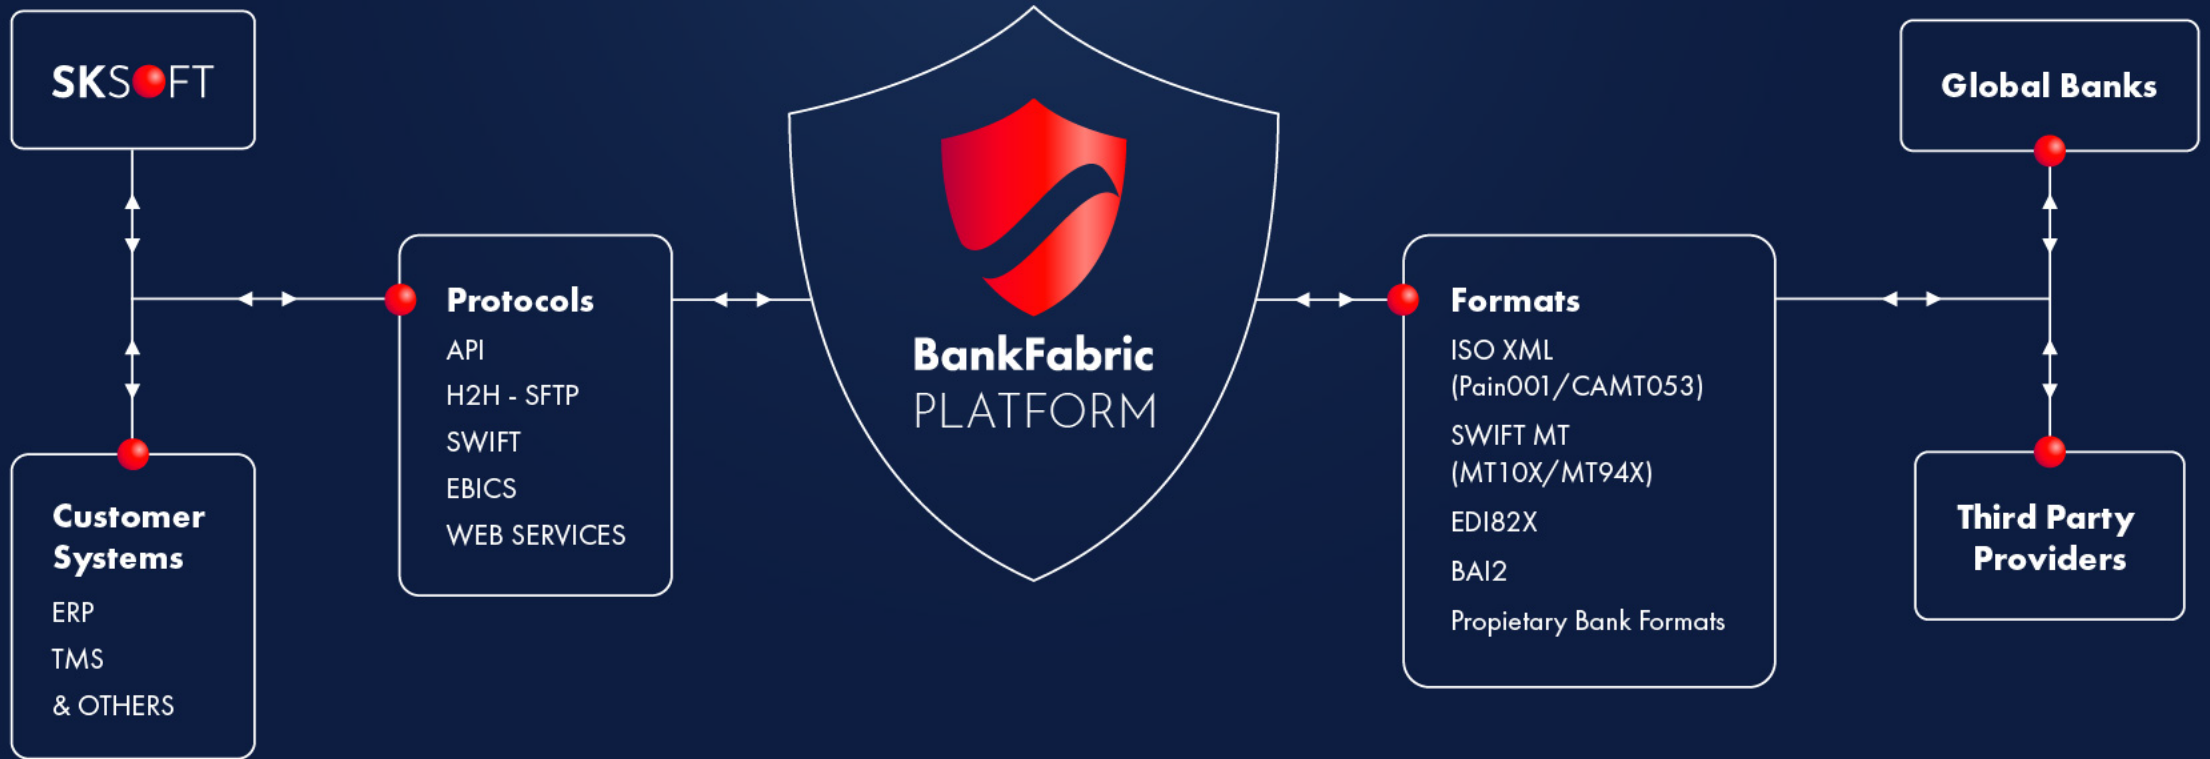 SKSOFT
Customer
Systems
ERP
TMS
& OTHERS
Protocols
API
H2H - SFTP
SWIFT
EBICS
WEB SERVICES
BankFabric
PLATFORM
Formats
ISO XML
(Pain001/CAMT053)
SWIFT MT
(MT10X/MT94X)
EDI82X
BAI2
Propietary Bank Formats
Global Banks
Third Party
Providers